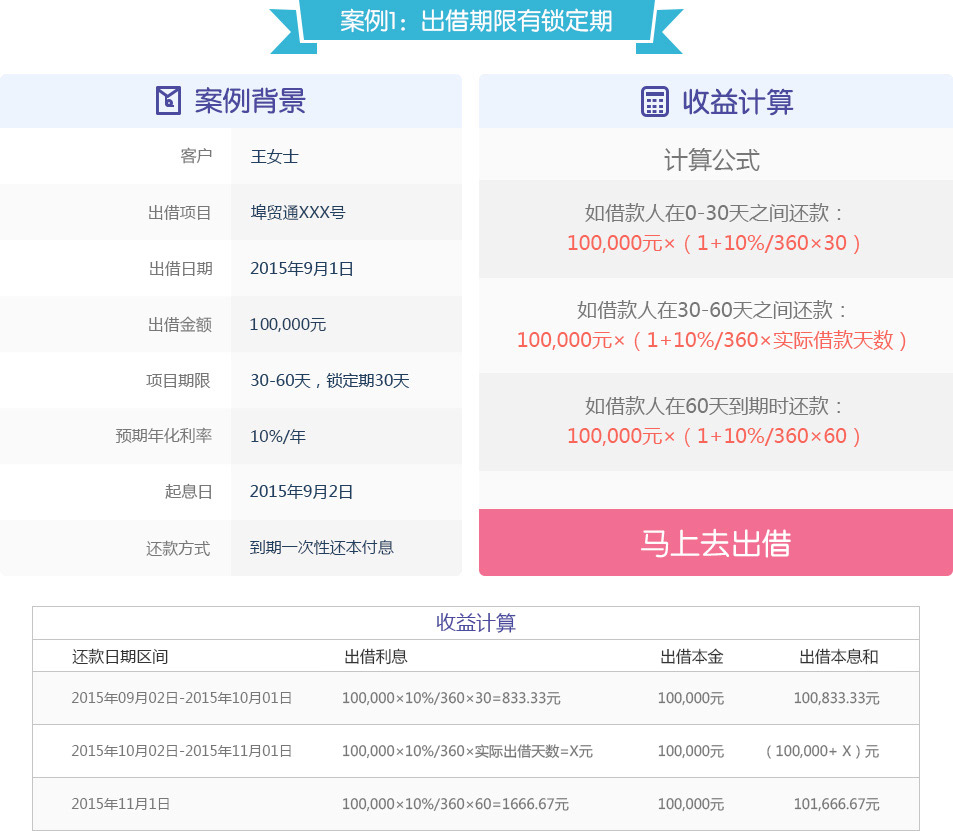 案例1：出借期限有锁定期
案例背景
客户 王女士
出借项目 埠贸通XXX号
出借日期 2015年9月1日
出借金额 100,000元
项目期限 30-60天，锁定期30天
预期年化利率 10%/年
起息日 2015年9月2日
还款方式 到期一次性还本付息
收益计算
计算公式
如借款人在0-30天之间还款：
100,000元×（1+10%/360×30）
如借款人在30-60天之间还款：
100,000元×（1+10%/360×实际借款天数）
如借款人在60天到期时还款：
100,000元×（1+10%/360×60）
马上去出借
收益计算
还款日期区间 出借利息 出借本金 出借本息和
2015年09月02日-2015年10月01日 100,000×10%/360×30=833.33元 100,000元 100,833.33元
2015年10月02日-2015年11月01日 100,000×10%/360×实际出借天数=X元 100,000元 （100,000+ X）元
2015年11月1日 100,000×10%/360×60=1666.67元 100,000元 101,666.67元